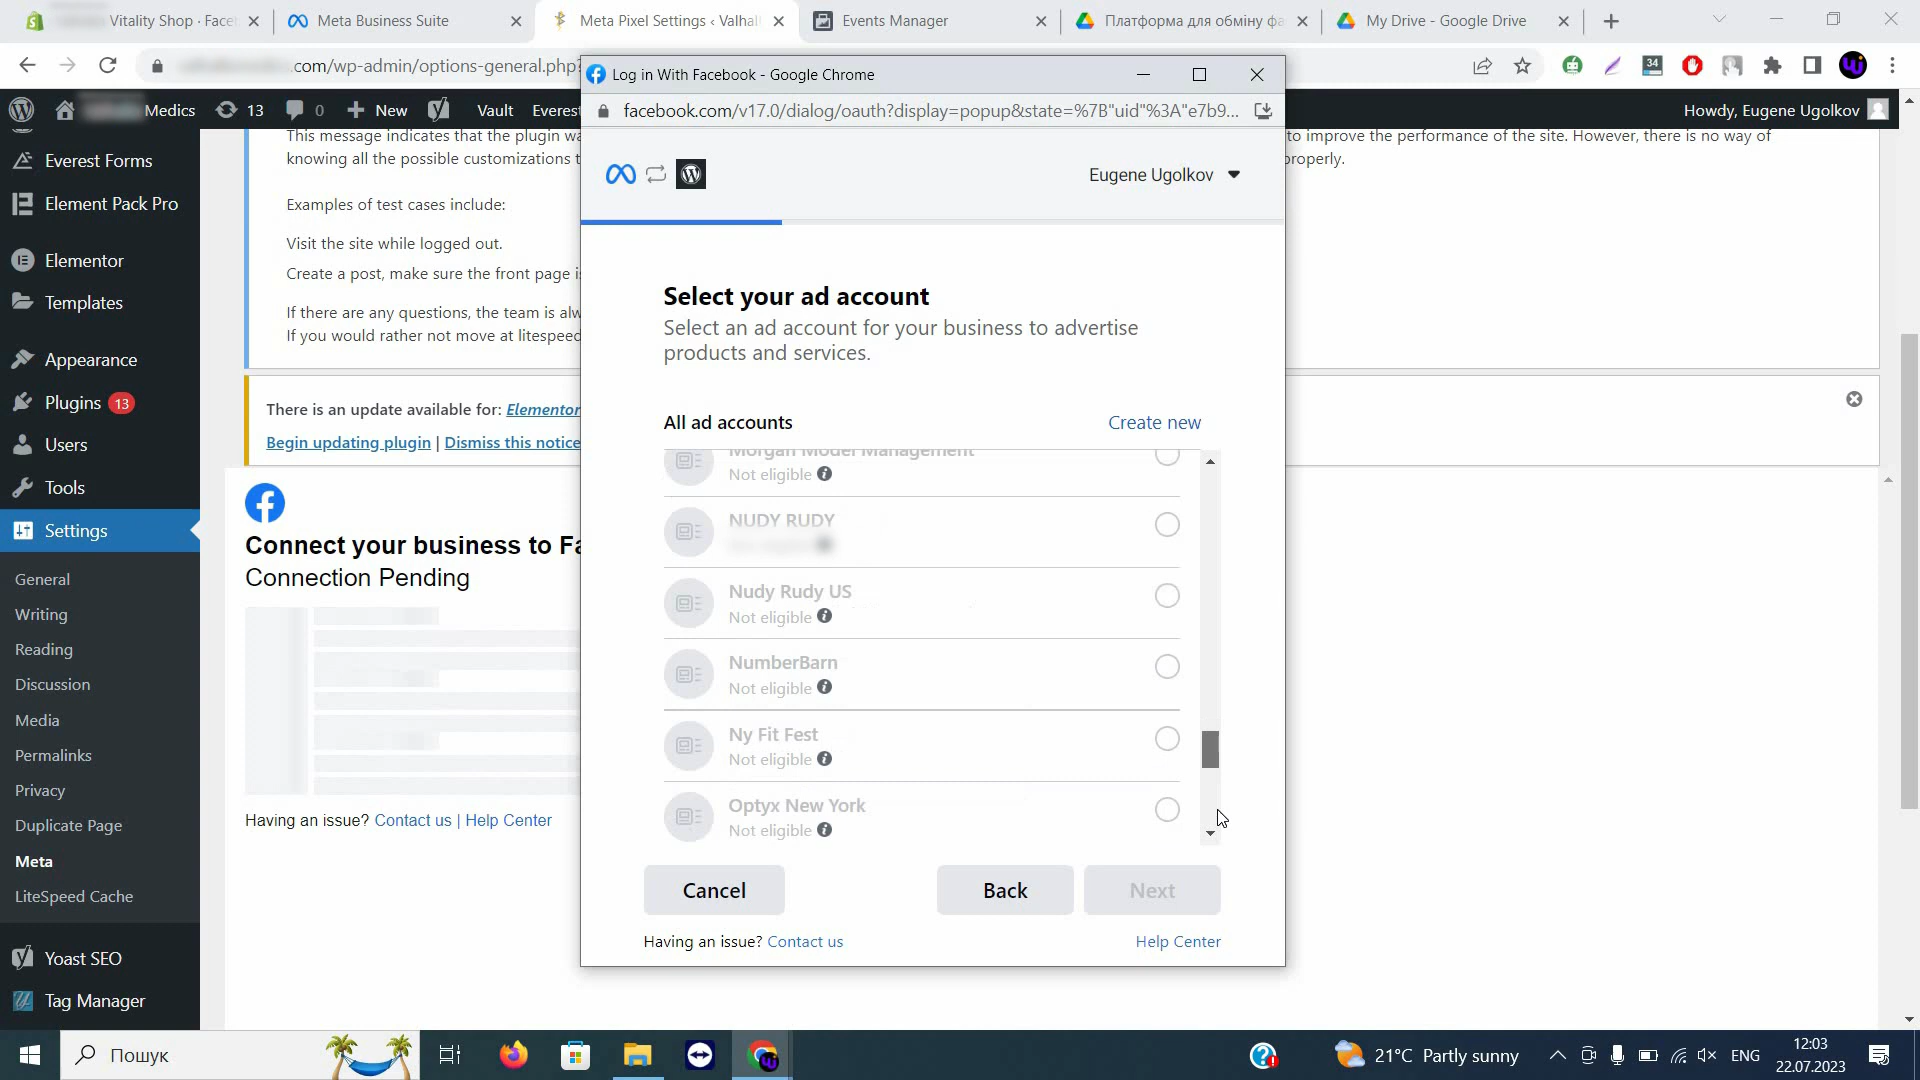 Vitality Shop · Face
Meta Business Suite
Meta Pixel Settings ‹ Valhall
Events Manager
Платформа для обміну фа
My Drive - Google Drive
.com/wp-admin/options-general.php?
34
Medics
13
0
New
Vault
Everest
Howdy, Eugene Ugolkov
Everest Forms
Element Pack Pro
Elementor
Templates
Appearance
Plugins 13
Users
Tools
Settings
General
Writing
Reading
Discussion
Media
Permalinks
Privacy
Duplicate Page
Meta
LiteSpeed Cache
Yoast SEO
Tag Manager
This message indicates that the plugin wa
to improve the performance of the site. However, there is no way of
knowing all the possible customizations t
properly.
Examples of test cases include:
Visit the site while logged out.
Create a post, make sure the front page is
If there are any questions, the team is alw
If you would rather not move at litespeed
There is an update available for: Elementor
Begin updating plugin | Dismiss this notice
Connect your business to Fa
Connection Pending
Having an issue? Contact us | Help Center
Log in With Facebook - Google Chrome
facebook.com/v17.0/dialog/oauth?display=popup&state=%7B"uid"%3A"e7b9...
Eugene Ugolkov
Select your ad account
Select an ad account for your business to advertise
products and services.
All ad accounts
Create new
Morgan Model Management
Not eligible
NUDY RUDY
Nudy Rudy US
Not eligible
NumberBarn
Not eligible
Ny Fit Fest
Not eligible
Optyx New York
Not eligible
Cancel
Back
Next
Having an issue? Contact us
Help Center
Пошук
21°C Partly sunny
ENG
12:03
22.07.2023